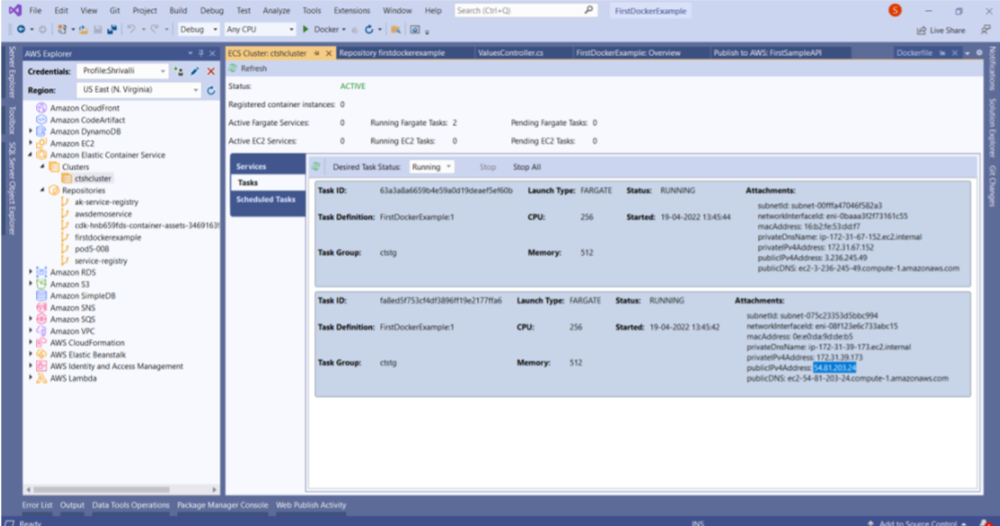 File Edit View Git Project Build Debug Test Analyze Tools Extensions Window Help Search (Ctrl+Q) FirstDockerExample S
Debug Any CPU Docker Live Share
Server Explorer Toolbox SQL Server Object Explorer
AWS Explorer
Credentials: Profile:Shrivalli
Region: US East (N. Virginia)
Amazon CloudFront
Amazon CodeArtifact
Amazon DynamoDB
Amazon EC2
Amazon Elastic Container Service
Clusters
ctshcluster
Repositories
ak-service-registry
awsdemoservice
cdk-hnb659fds-container-assets-3469163
firstdockerexample
pod5-008
service-registry
Amazon RDS
Amazon S3
Amazon SimpleDB
Amazon SNS
Amazon SQS
Amazon VPC
AWS CloudFormation
AWS Elastic Beanstalk
AWS Identity and Access Management
AWS Lambda
ECS Cluster: ctshcluster Repository firstdockerexample ValuesController.cs FirstDockerExample: Overview Publish to AWS: FirstSampleAPI Dockerfile
Refresh
Status: ACTIVE
Registered container instances: 0
Active Fargate Services: 0 Running Fargate Tasks: 2 Pending Fargate Tasks: 0
Active EC2 Services: 0 Running EC2 Tasks: 0 Pending EC2 Tasks: 0
Services
Tasks
Scheduled Tasks
Desired Task Status: Running Stop Stop All
Task ID: 63a3a8a6659b4e59a0d19deaef5ef60b Launch Type: FARGATE Status: RUNNING Attachments:
subnetId: subnet-00fffa47046f582a3
networkInterfaceId: eni-0baaa3f2f73161c55
Task Definition: FirstDockerExample:1 CPU: 256 Started: 19-04-2022 13:45:44
macAddress: 16:b2:fe:53:dd:f7
privateDnsName: ip-172-31-67-152.ec2.internal
privateIPv4Address: 172.31.67.152
Task Group: ctstg Memory: 512
publicIPv4Address: 3.236.245.49
publicDNS: ec2-3-236-245-49.compute-1.amazonaws.com
Task ID: fa8ed5f753cf4df3896ff19e2177ffa6 Launch Type: FARGATE Status: RUNNING Attachments:
subnetId: subnet-075c23353d5bbc994
networkInterfaceId: eni-08f123e6c733abc15
Task Definition: FirstDockerExample:1 CPU: 256 Started: 19-04-2022 13:45:42
macAddress: 0e:e0:da:9d:de:b5
privateDnsName: ip-172-31-39-173.ec2.internal
privateIPv4Address: 172.31.39.173
Task Group: ctstg Memory: 512
publicIPv4Address: 54.81.203.24
publicDNS: ec2-54-81-203-24.compute-1.amazonaws.com
Notifications Solution Explorer Git Changes
Error List Output Data Tools Operations Package Manager Console Web Publish Activity
Ready INS Add to Source Control